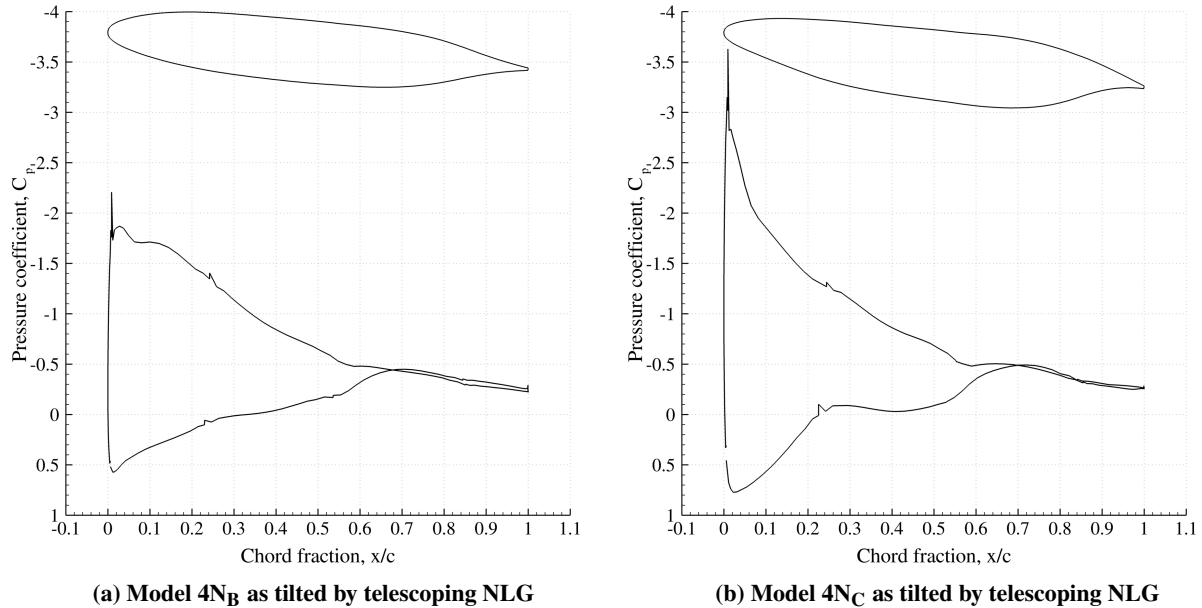 -4
-3.5
-3
-2.5
-2
-1.5
-1
-0.5
0
0.5
1
Pressure coefficient, C p,
-0.1 0 0.1 0.2 0.3 0.4 0.5 0.6 0.7 0.8 0.9 1 1.1
Chord fraction, x/c
(a) Model 4NB as tilted by telescoping NLG
-4
-3.5
-3
-2.5
-2
-1.5
-1
-0.5
0
0.5
1
Pressure coefficient, C p,
-0.1 0 0.1 0.2 0.3 0.4 0.5 0.6 0.7 0.8 0.9 1 1.1
Chord fraction, x/c
(b) Model 4NC as tilted by telescoping NLG